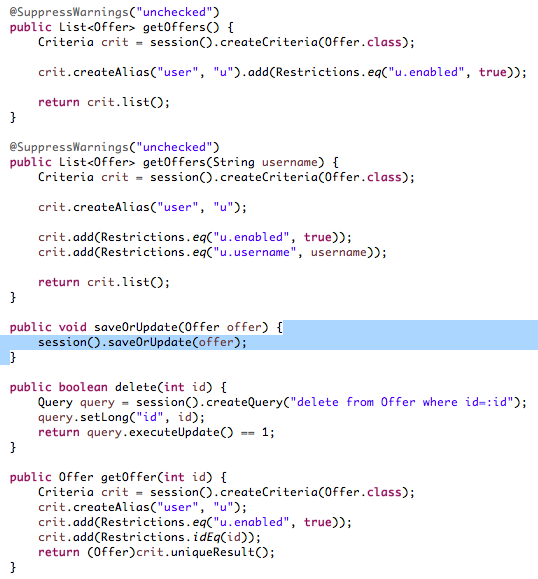 @SuppressWarnings("unchecked")
public List<Offer> getOffers() {
    Criteria crit = session().createCriteria(Offer.class);

    crit.createAlias("user", "u").add(Restrictions.eq("u.enabled", true));

    return crit.list();
}

@SuppressWarnings("unchecked")
public List<Offer> getOffers(String username) {
    Criteria crit = session().createCriteria(Offer.class);

    crit.createAlias("user", "u");

    crit.add(Restrictions.eq("u.enabled", true));
    crit.add(Restrictions.eq("u.username", username));

    return crit.list();
}

public void saveOrUpdate(Offer offer) {
    session().saveOrUpdate(offer);
}

public boolean delete(int id) {
    Query query = session().createQuery("delete from Offer where id=:id");
    query.setLong("id", id);
    return query.executeUpdate() == 1;
}

public Offer getOffer(int id) {
    Criteria crit = session().createCriteria(Offer.class);
    crit.createAlias("user", "u");
    crit.add(Restrictions.eq("u.enabled", true));
    crit.add(Restrictions.idEq(id));
    return (Offer)crit.uniqueResult();
}